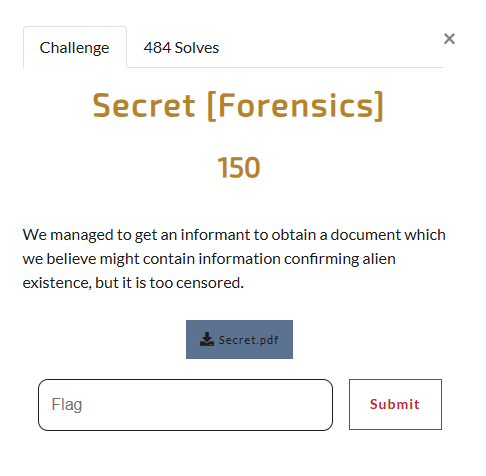 Challenge
484 Solves
×
Secret [Forensics]
150
We managed to get an informant to obtain a document which
we believe might contain information confirming alien
existence, but it is too censored.
Secret.pdf
Flag
Submit